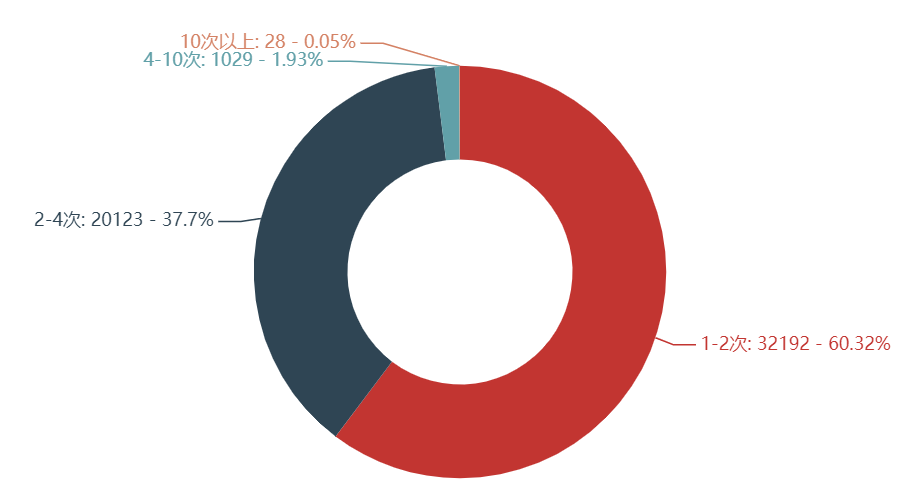 10次以上: 28 - 0.05%
4-10次: 1029 - 1.93%
2-4次: 20123 - 37.7%
1-2次: 32192 - 60.32%